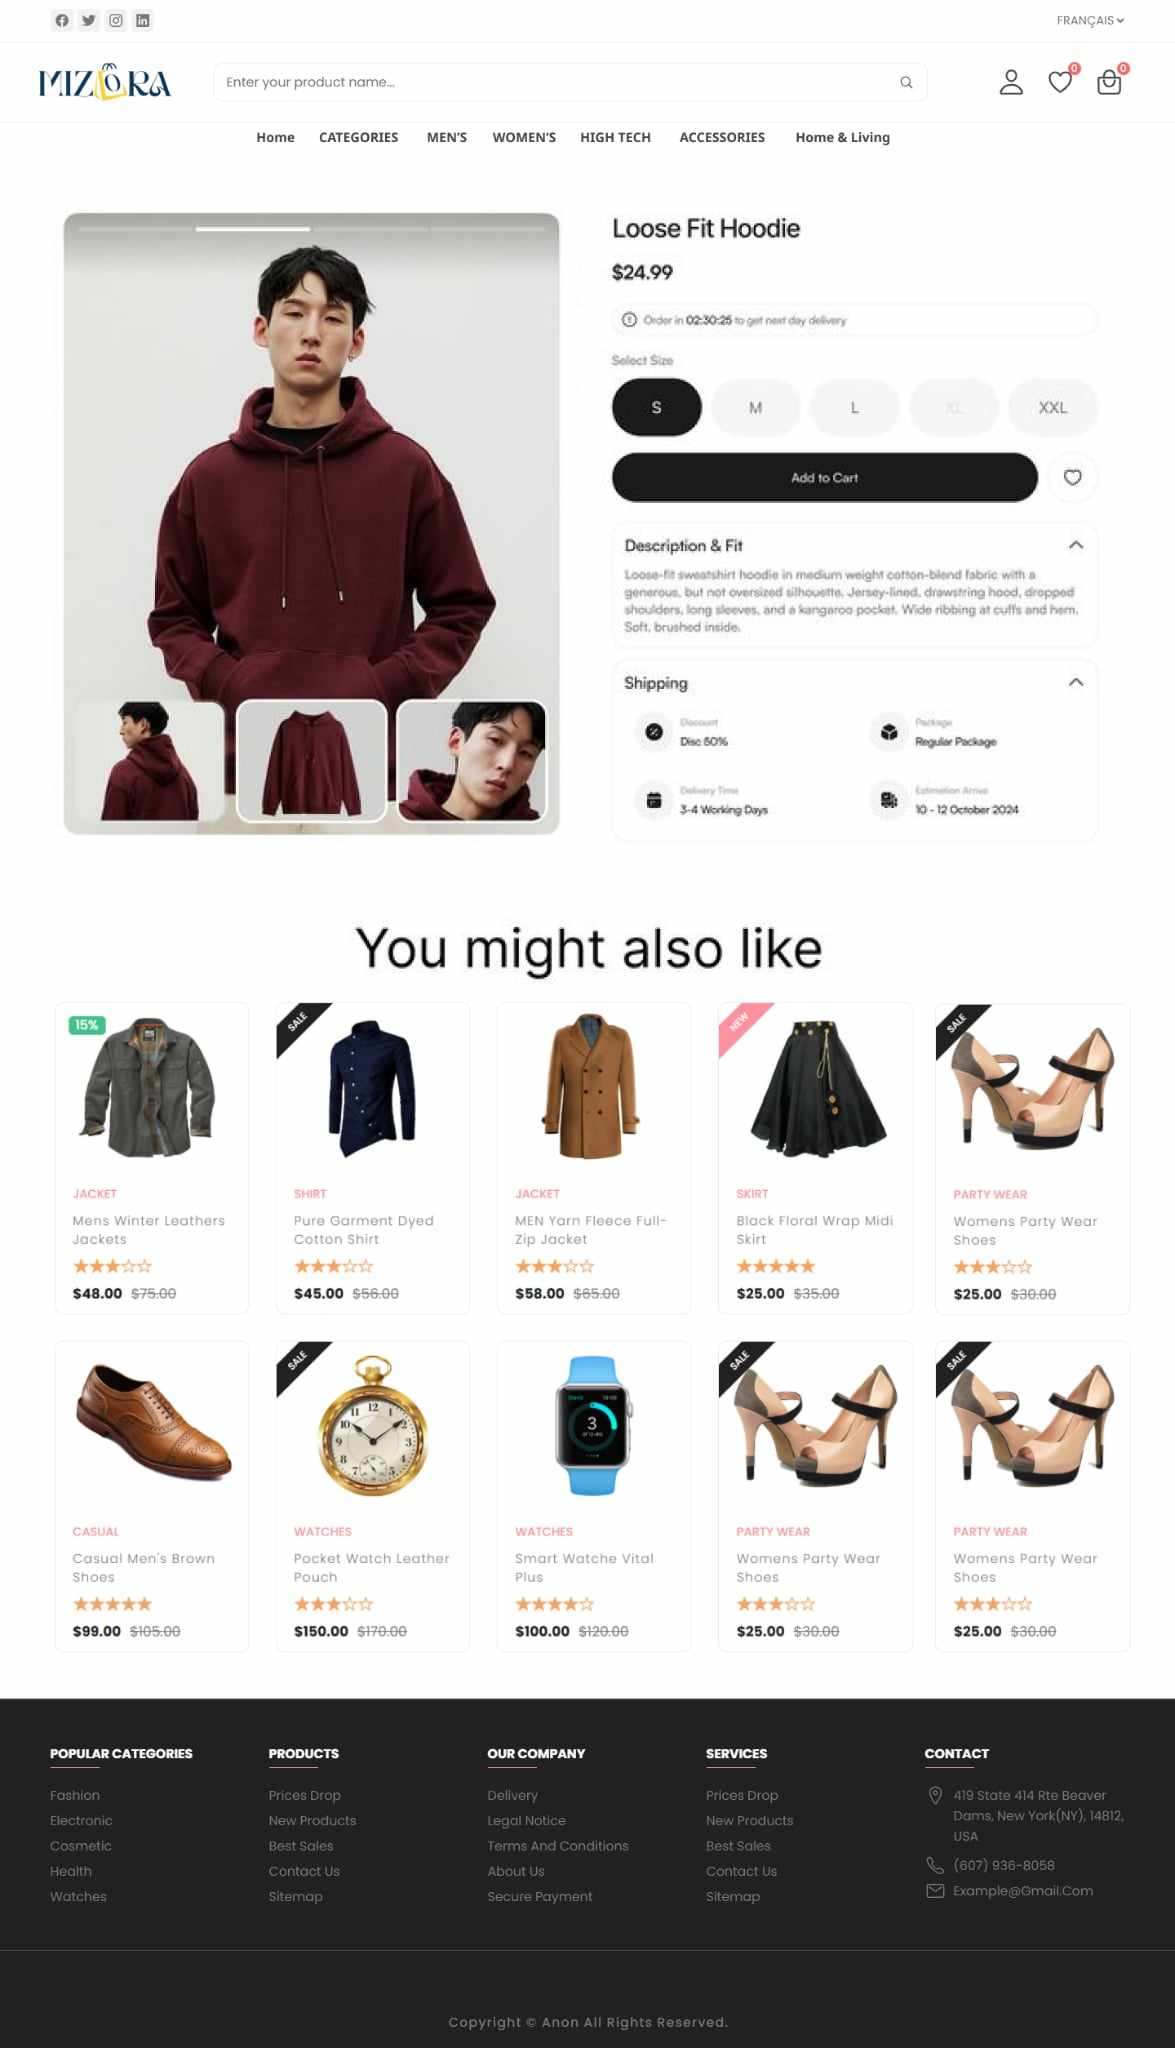 FRANÇAIS
MIZORA
Enter your product name...
0
0
Home CATEGORIES MEN'S WOMEN'S HIGH TECH ACCESSORIES Home & Living
Loose Fit Hoodie
$24.99
Order in 02:30:25 to get next day delivery
Select Size
S M L XL XXL
Add to Cart
Description & Fit
Loose-fit sweatshirt hoodie in medium weight cotton-blend fabric with a
generous, but not oversized silhouette. Jersey-lined, drawstring hood, dropped
shoulders, long sleeves, and a kangaroo pocket. Wide ribbing at cuffs and hem.
Soft, brushed inside.
Shipping
Discount
Disc 50%
Package
Regular Package
Delivery Time
3-4 Working Days
Estimation Arrive
10 - 12 October 2024
You might also like
15%
JACKET
Mens Winter Leathers
Jackets
$48.00 $75.00
SALE
SHIRT
Pure Garment Dyed
Cotton Shirt
$45.00 $56.00
JACKET
MEN Yarn Fleece Full-
Zip Jacket
$58.00 $65.00
NEW
SKIRT
Black Floral Wrap Midi
Skirt
$25.00 $35.00
SALE
PARTY WEAR
Womens Party Wear
Shoes
$25.00 $30.00
CASUAL
Casual Men's Brown
Shoes
$99.00 $105.00
SALE
WATCHES
Pocket Watch Leather
Pouch
$150.00 $170.00
3
WATCHES
Smart Watche Vital
Plus
$100.00 $120.00
SALE
PARTY WEAR
Womens Party Wear
Shoes
$25.00 $30.00
SALE
PARTY WEAR
Womens Party Wear
Shoes
$25.00 $30.00
POPULAR CATEGORIES
Fashion
Electronic
Cosmetic
Health
Watches
PRODUCTS
Prices Drop
New Products
Best Sales
Contact Us
Sitemap
OUR COMPANY
Delivery
Legal Notice
Terms And Conditions
About Us
Secure Payment
SERVICES
Prices Drop
New Products
Best Sales
Contact Us
Sitemap
CONTACT
419 State 414 Rte Beaver
Dams, New York(NY), 14812,
USA
(607) 936-8058
Example@Gmail.Com
Copyright © Anon All Rights Reserved.